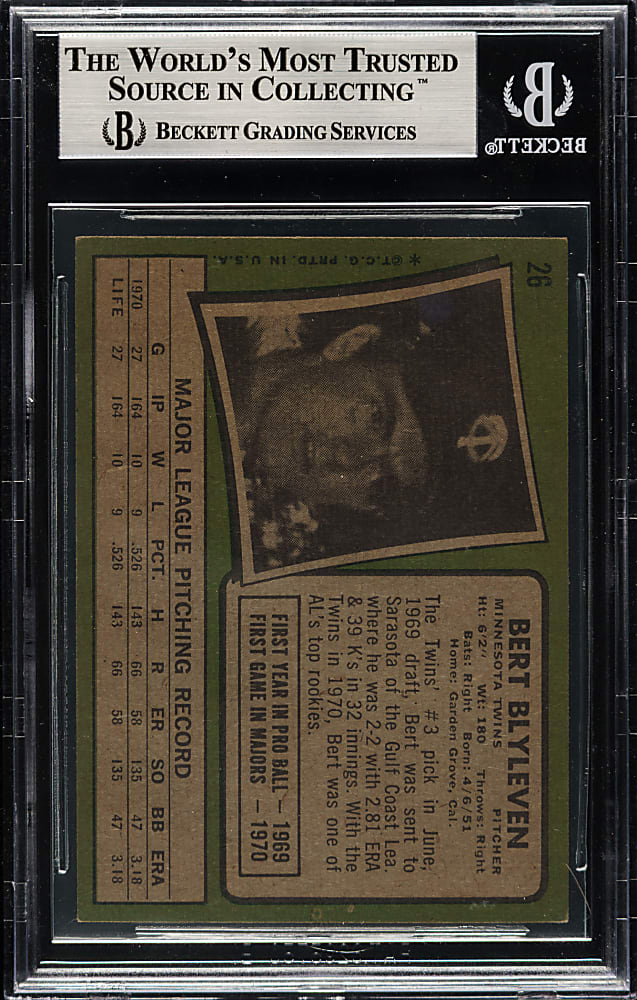 THE WORLD'S MOST TRUSTED
SOURCE IN COLLECTING™
BECKETT GRADING SERVICES
B
BECKETT®
26
BERT BLYLEVEN
MINNESOTA TWINS PITCHER
Ht: 6'2" Wt: 180 Throws: Right
Bats: Right Born: 4/6/51
Home: Garden Grove, Cal.
The Twins' #3 pick in June,
1969 draft, Bert was sent to
Sarasota of the Gulf Coast Lea.
where he was 2-2 with 2.81 ERA
& 39 K's in 32 innings. With the
Twins in 1970, Bert was one of
AL's top rookies.
FIRST YEAR IN PRO BALL — 1969
FIRST GAME IN MAJORS — 1970
MAJOR LEAGUE PITCHING RECORD
G IP W L PCT. H R ER SO BB ERA
1970 27 164 10 9 .526 143 66 58 135 47 3.18
LIFE 27 164 10 9 .526 143 66 58 135 47 3.18
* ©T.C.G. PRTD. IN U.S.A.